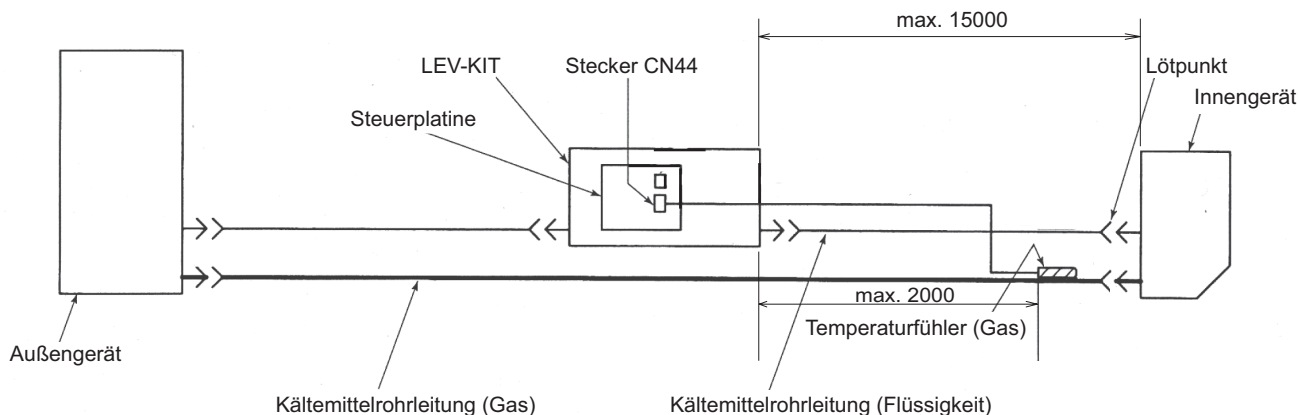 max. 15000
LEV-KIT
Stecker CN44
Lötpunkt
Innengerät
Steuerplatine
max. 2000
Temperaturfühler (Gas)
Außengerät
Kältemittelrohrleitung (Gas)
Kältemittelrohrleitung (Flüssigkeit)